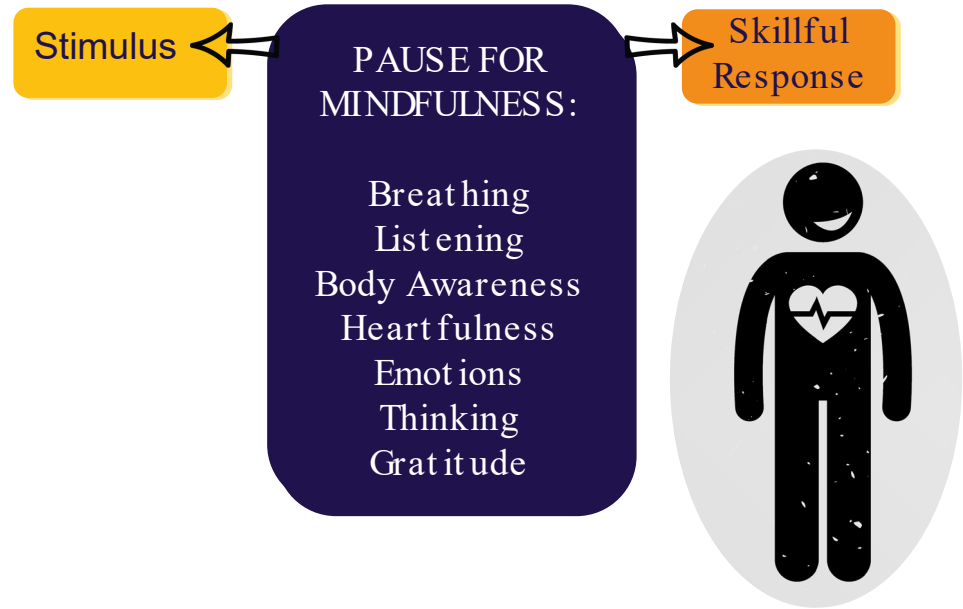 Stimulus
PAUSE FOR
MINDFULNESS:
Breathing
Listening
Body Awareness
Heartfulness
Emotions
Thinking
Gratitude
Skillful
Response